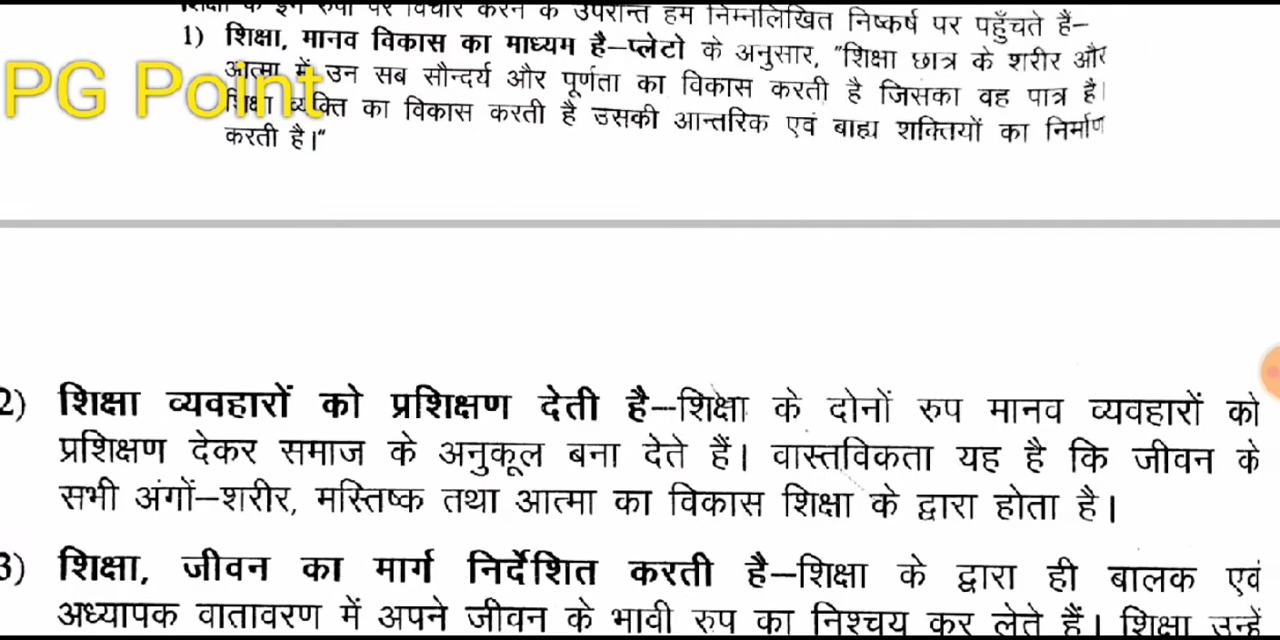 शिक्षा के इन रुपों पर विचार करने के उपरान्त हम निम्नलिखित निष्कर्ष पर पहुँचते हैं–
1) शिक्षा, मानव विकास का माध्यम है–प्लेटो के अनुसार, "शिक्षा छात्र के शरीर और
आत्मा में उन सब सौन्दर्य और पूर्णता का विकास करती है जिसका वह पात्र है।
PG Point
शिक्षा व्यक्ति का विकास करती है उसकी आन्तरिक एवं बाह्य शक्तियों का निर्माण
करती है।"
2) शिक्षा व्यवहारों को प्रशिक्षण देती है–शिक्षा के दोनों रुप मानव व्यवहारों को
प्रशिक्षण देकर समाज के अनुकूल बना देते हैं। वास्तविकता यह है कि जीवन के
सभी अंगों–शरीर, मस्तिष्क तथा आत्मा का विकास शिक्षा के द्वारा होता है।
3) शिक्षा, जीवन का मार्ग निर्देशित करती है–शिक्षा के द्वारा ही बालक एवं
अध्यापक वातावरण में अपने जीवन के भावी रुप का निश्चय कर लेते हैं। शिक्षा उन्हें